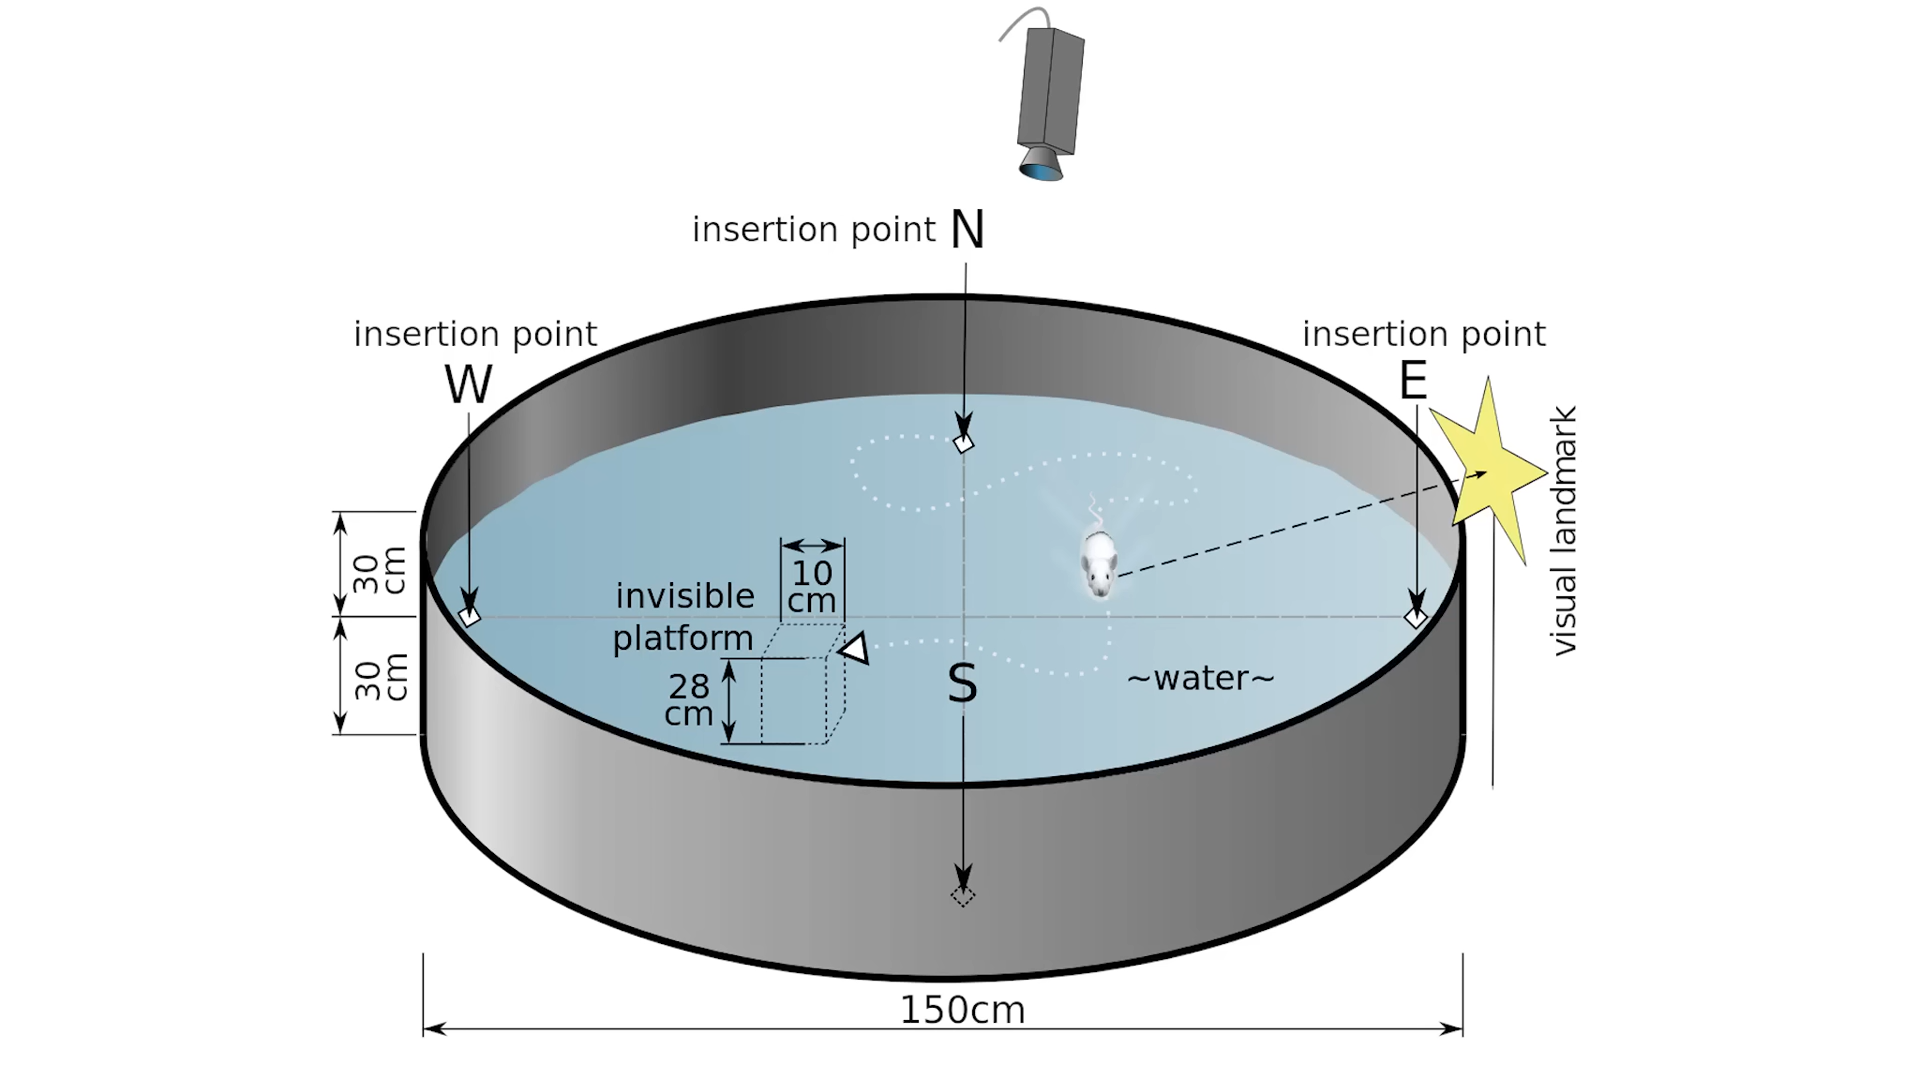 insertion point N
insertion point
W
insertion point
E
visual landmark
30
cm
30
cm
10
cm
invisible
platform
28
cm
S
~water~
150cm